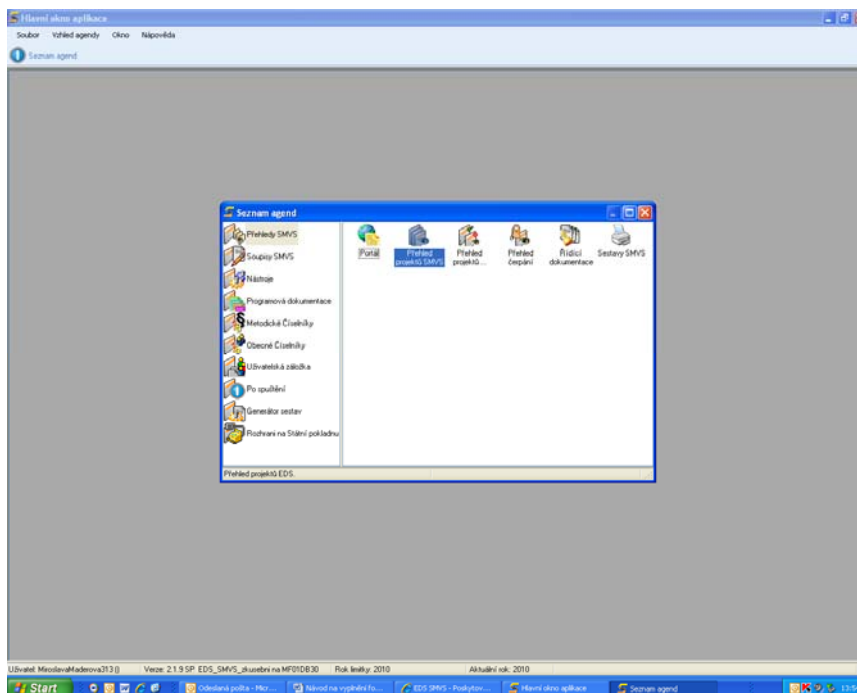 Hlavní okno aplikace
Soubor Vzhled agendy Okno Nápověda
Seznam agend
Seznam agend
Přehledy SMVS
Soupisy SMVS
Nástroje
Programová dokumentace
Metodické Číselníky
Obecné Číselníky
Uživatelská záložka
Po spuštění
Generátor sestav
Rozhraní na Státní pokladnu
Portál
Přehled projektů SMVS
Přehled projektů...
Přehled čerpání
Řídící dokumentace
Sestavy SMVS
Přehled projektů EDS.
Uživatel: MiroslavaMaderova313 () Verze: 2.1.9 SP EDS_SMVS_zkusebni na MF01DB30 Rok limitky: 2010 Aktuální rok: 2010
Start Odeslaná pošta - Micr... Návod na vyplnění fo... EDS SMVS - Poskytov... Hlavní okno aplikace Seznam agend